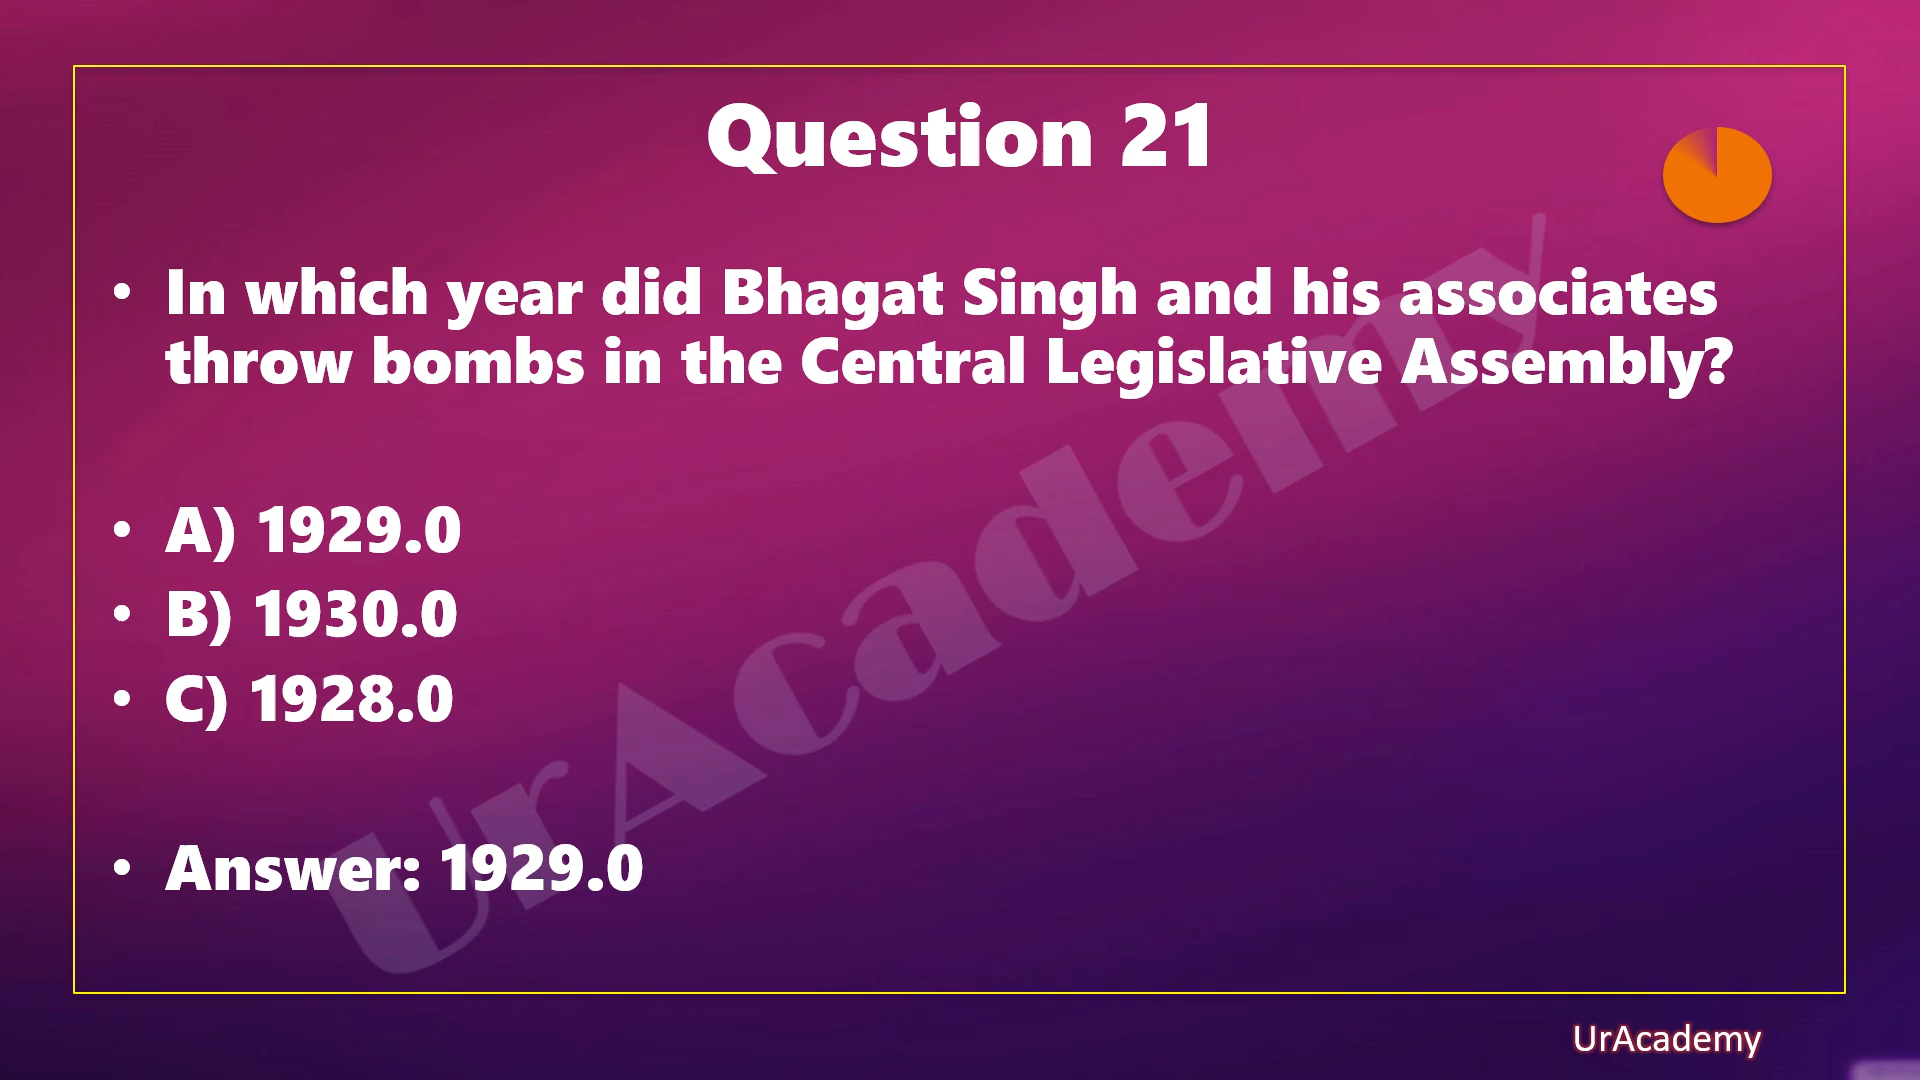 Question 21
• In which year did Bhagat Singh and his associates
throw bombs in the Central Legislative Assembly?
• A) 1929.0
• B) 1930.0
• C) 1928.0
• Answer: 1929.0
UrAcademy
UrAcademy